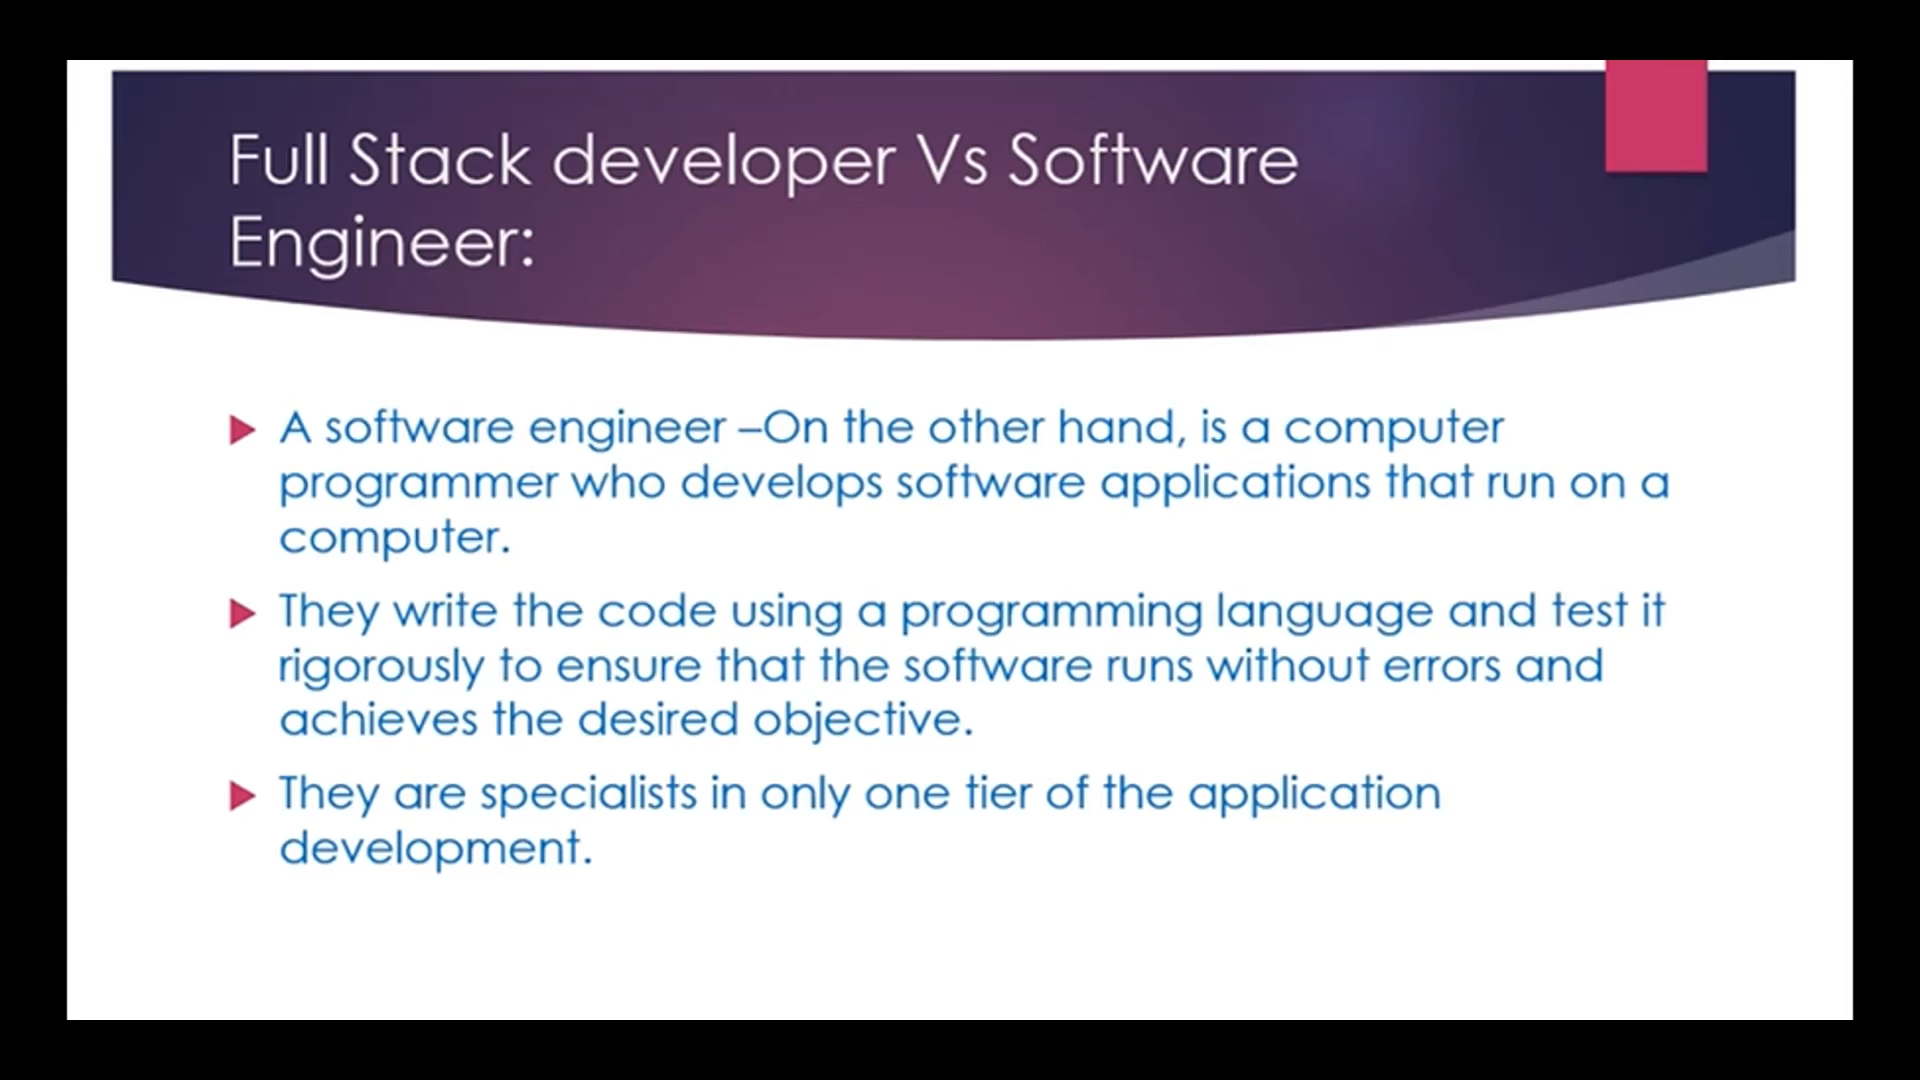 Full Stack developer Vs Software
Engineer:
A software engineer –On the other hand, is a computer
programmer who develops software applications that run on a
computer.
They write the code using a programming language and test it
rigorously to ensure that the software runs without errors and
achieves the desired objective.
They are specialists in only one tier of the application
development.